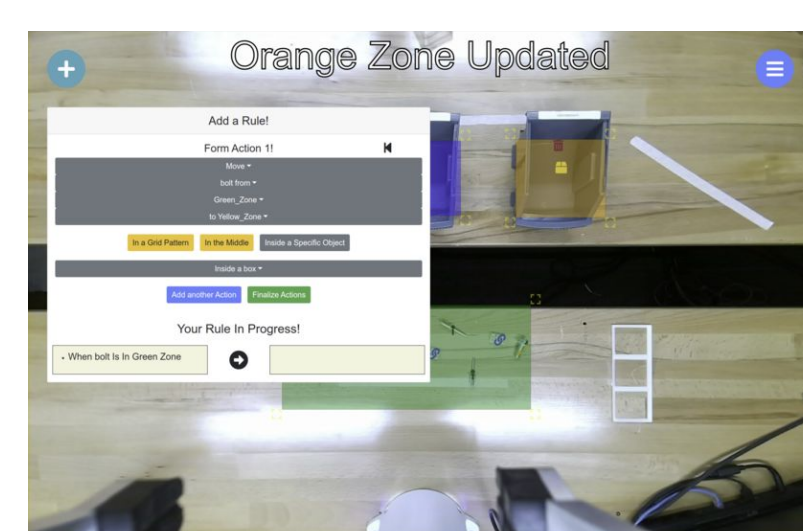 Orange Zone Updated
Add a Rule!
Form Action 1!
Move
bolt from
Green_Zone
to Yellow_Zone
In a Grid Pattern In the Middle Inside a Specific Object
Inside a box
Add another Action Finalize Actions
Your Rule In Progress!
• When bolt Is In Green Zone